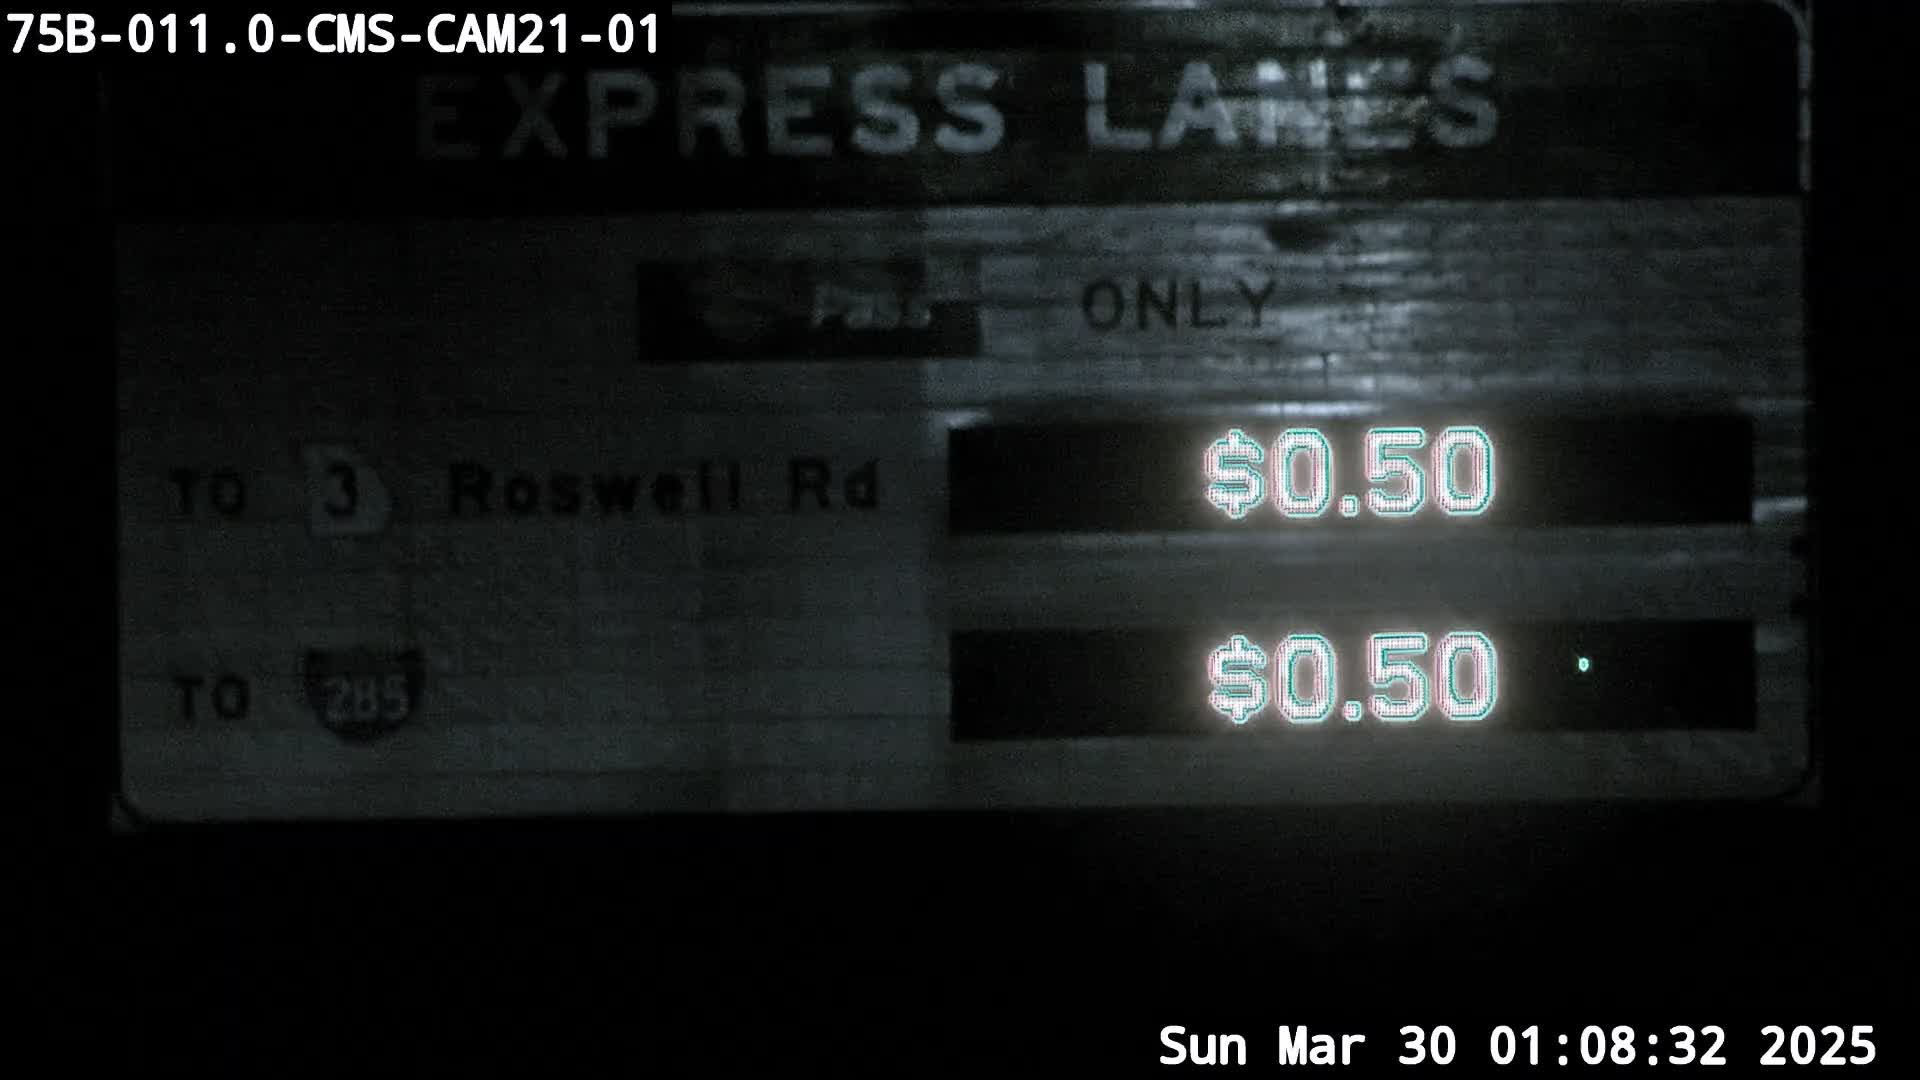 75B-011.0-CMS-CAM21-01
EXPRESS LANES
Pass ONLY
TO 3 Roswell Rd $0.50
TO 285 $0.50
Sun Mar 30 01:08:32 2025